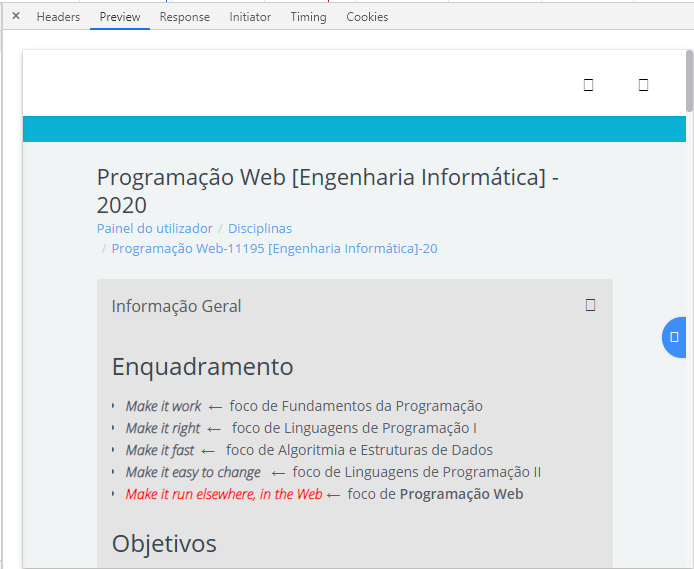 × Headers Preview Response Initiator Timing Cookies
Programação Web [Engenharia Informática] -
2020
Painel do utilizador / Disciplinas
/ Programação Web-11195 [Engenharia Informática]-20
Informação Geral
Enquadramento
Make it work ← foco de Fundamentos da Programação
Make it right ← foco de Linguagens de Programação I
Make it fast ← foco de Algoritmia e Estruturas de Dados
Make it easy to change ← foco de Linguagens de Programação II
Make it run elsewhere, in the Web ← foco de Programação Web
Objetivos